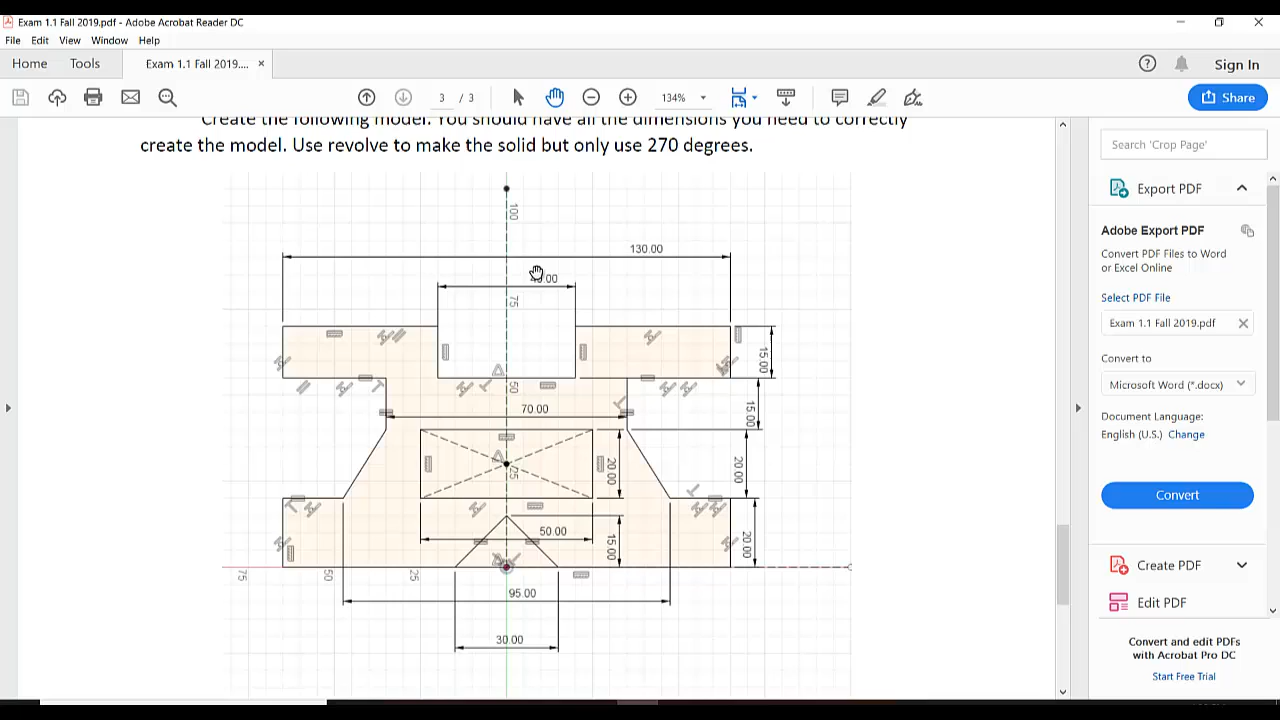 Exam 1.1 Fall 2019.pdf - Adobe Acrobat Reader DC
File Edit View Window Help
Home Tools Exam 1.1 Fall 2019.... × Sign In
3 / 3 134% Share
Create the following model. You should have all the dimensions you need to correctly
create the model. Use revolve to make the solid but only use 270 degrees.
100
130.00
.00
75
15.00
50
70.00
15.00
25
20.00
20.00
50.00
15.00
20.00
75
50
25
95.00
30.00
Search 'Crop Page'
Export PDF
Adobe Export PDF
Convert PDF Files to Word
or Excel Online
Select PDF File
Exam 1.1 Fall 2019.pdf
Convert to
Microsoft Word (*.docx)
Document Language:
English (U.S.) Change
Convert
Create PDF
Edit PDF
Convert and edit PDFs
with Acrobat Pro DC
Start Free Trial